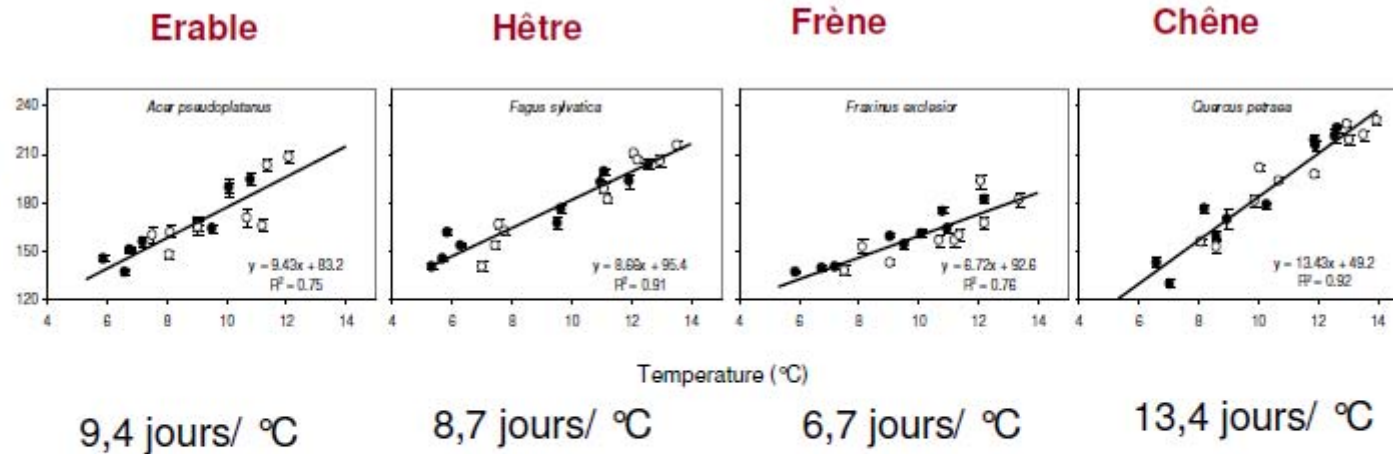 Erable Hêtre Frène Chêne
Acer pseudoplatanus Fagus sylvatica Fraxinus exclesior Quercus petraea
240
210
180
150
120
y = 9.43x + 83.2 y = 8.66x + 95.4 y = 6.72x + 92.6 y = 13.43x + 49.2
R² = 0.75 R² = 0.91 R² = 0.76 R² = 0.92
4 6 8 10 12 14 4 6 8 10 12 14 4 6 8 10 12 14 4 6 8 10 12 14
Temperature (°C)
9,4 jours/ °C 8,7 jours/ °C 6,7 jours/ °C 13,4 jours/ °C